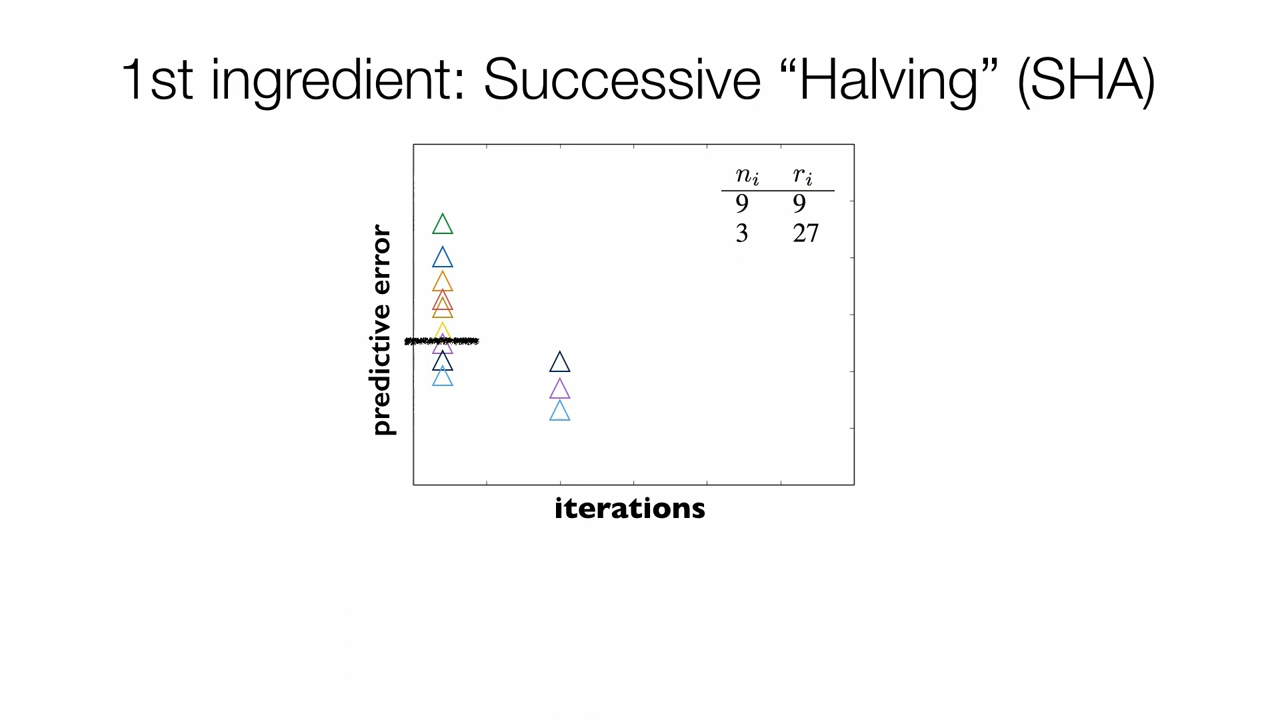 1st ingredient: Successive “Halving” (SHA)
n_i r_i
9 9
3 27
predictive error
iterations